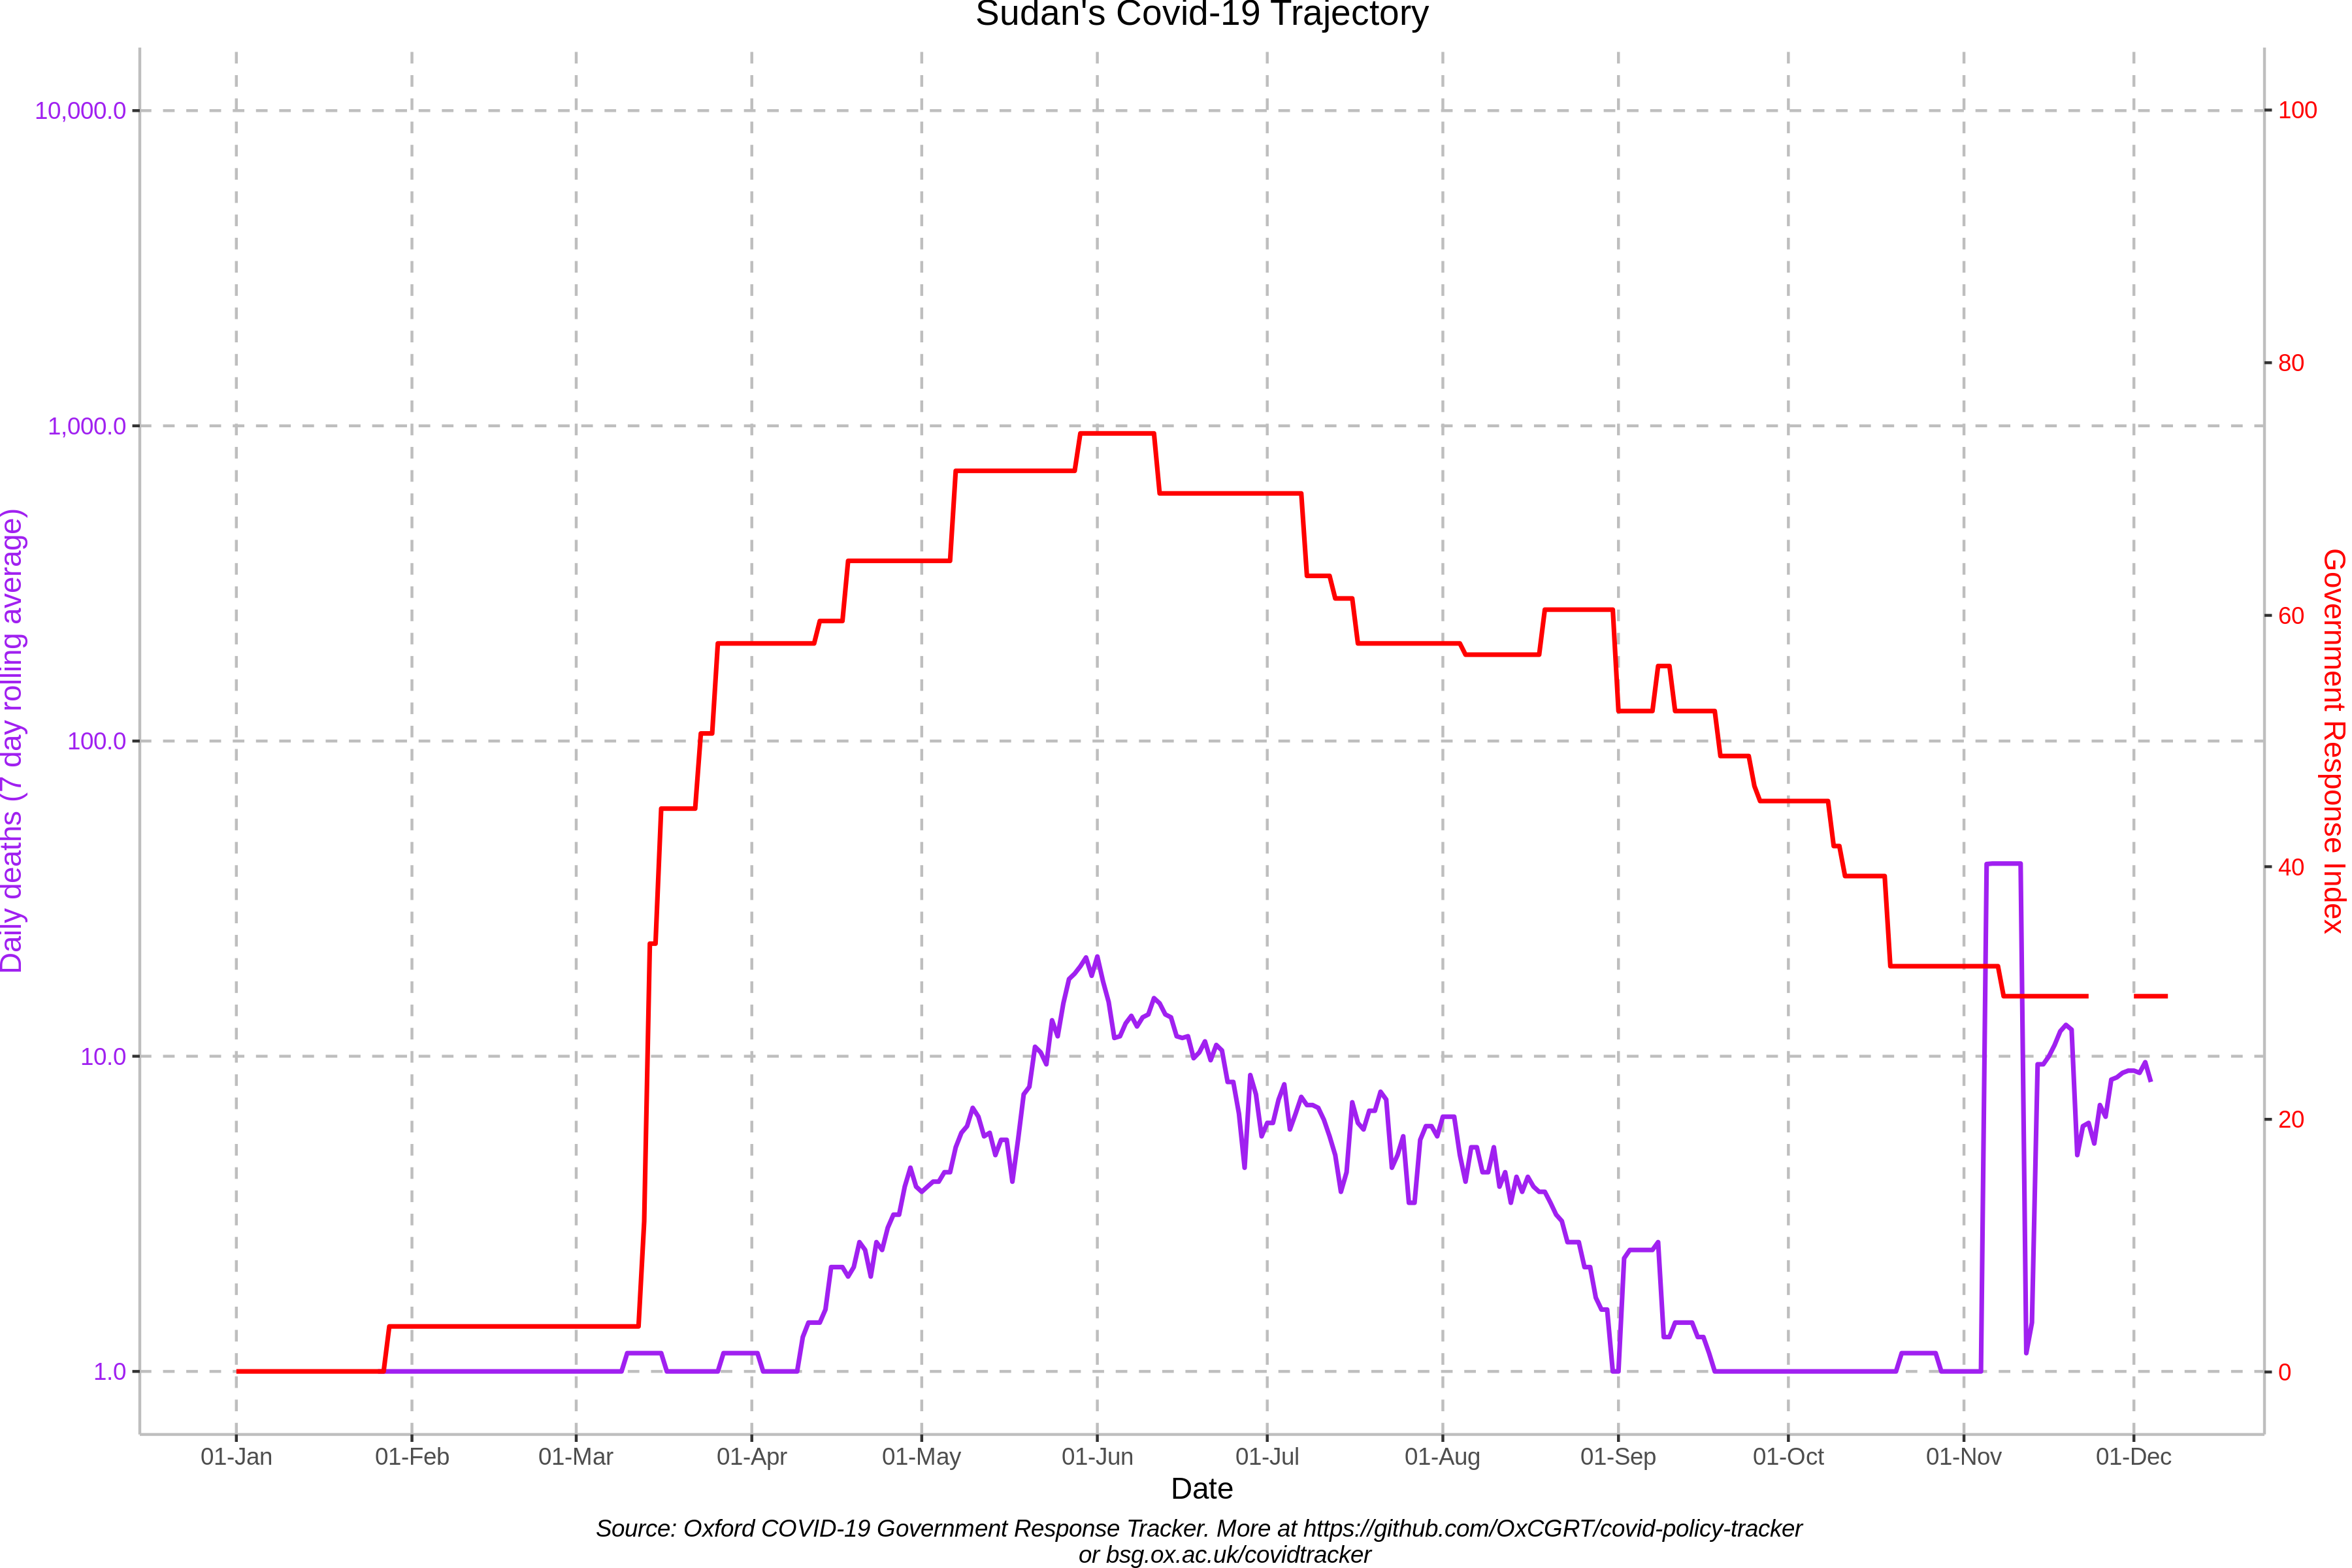 Sudan's Covid-19 Trajectory
10,000.0
1,000.0
100.0
10.0
1.0
Daily deaths (7 day rolling average)
100
80
60
40
20
0
Government Response Index
01-Jan 01-Feb 01-Mar 01-Apr 01-May 01-Jun 01-Jul 01-Aug 01-Sep 01-Oct 01-Nov 01-Dec
Date
Source: Oxford COVID-19 Government Response Tracker. More at https://github.com/OxCGRT/covid-policy-tracker
or bsg.ox.ac.uk/covidtracker